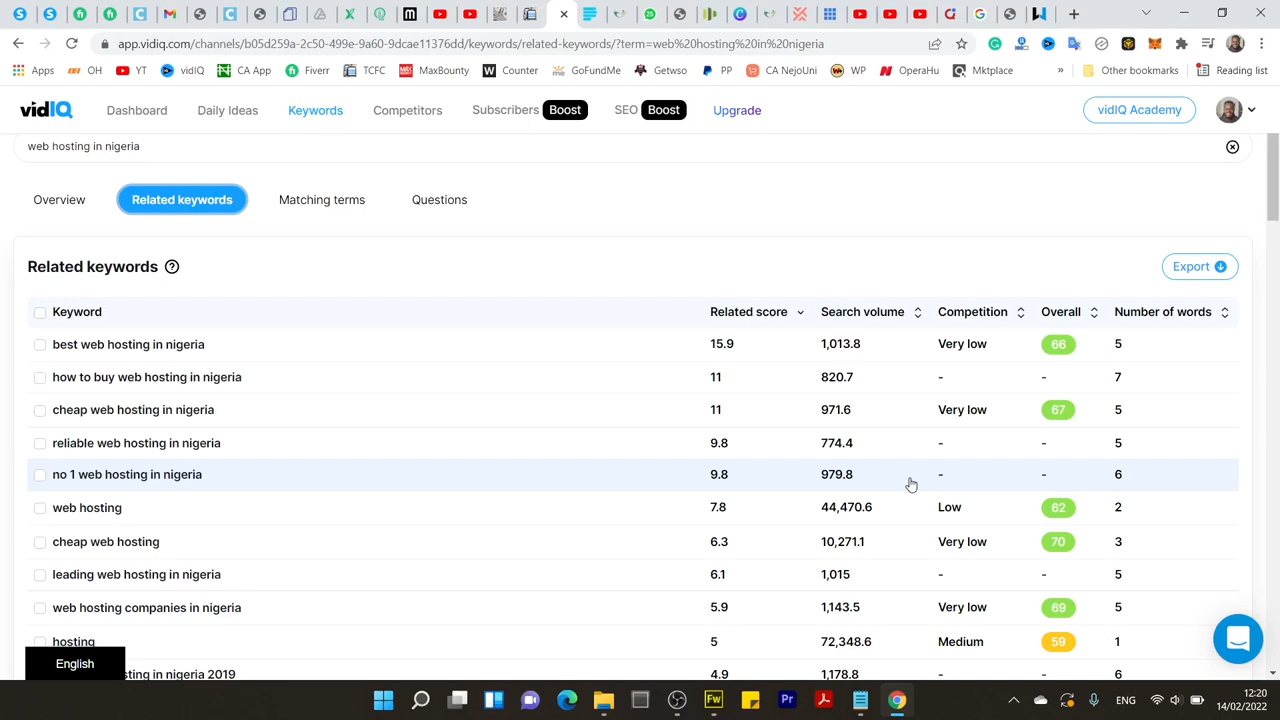 app.vidiq.com/channels/b05d259a-2c50-498e-9a60-9dcae11376dd/keyword/related-keywords/?term=web%20hosting%20in%20nigeria
Apps OH YT vidIQ CA App Fiverr TCFC MaxBounty Counter GoFundMe Getwso PP CA NejoUni WP OperaHu Mktplace » Other bookmarks Reading list
vidIQ Dashboard Daily Ideas Keywords Competitors Subscribers Boost SEO Boost Upgrade vidIQ Academy
web hosting in nigeria
Overview Related keywords Matching terms Questions
Related keywords ? Export
Keyword Related score Search volume Competition Overall Number of words
best web hosting in nigeria 15.9 1,013.8 Very low 66 5
how to buy web hosting in nigeria 11 820.7 - - 7
cheap web hosting in nigeria 11 971.6 Very low 67 5
reliable web hosting in nigeria 9.8 774.4 - - 5
no 1 web hosting in nigeria 9.8 979.8 - - 6
web hosting 7.8 44,470.6 Low 62 2
cheap web hosting 6.3 10,271.1 Very low 70 3
leading web hosting in nigeria 6.1 1,015 - - 5
web hosting companies in nigeria 5.9 1,143.5 Very low 69 5
hosting 5 72,348.6 Medium 59 1
English
sting in nigeria 2019 4.9 1,178.8 - - 6
ENG
12:20
14/02/2022